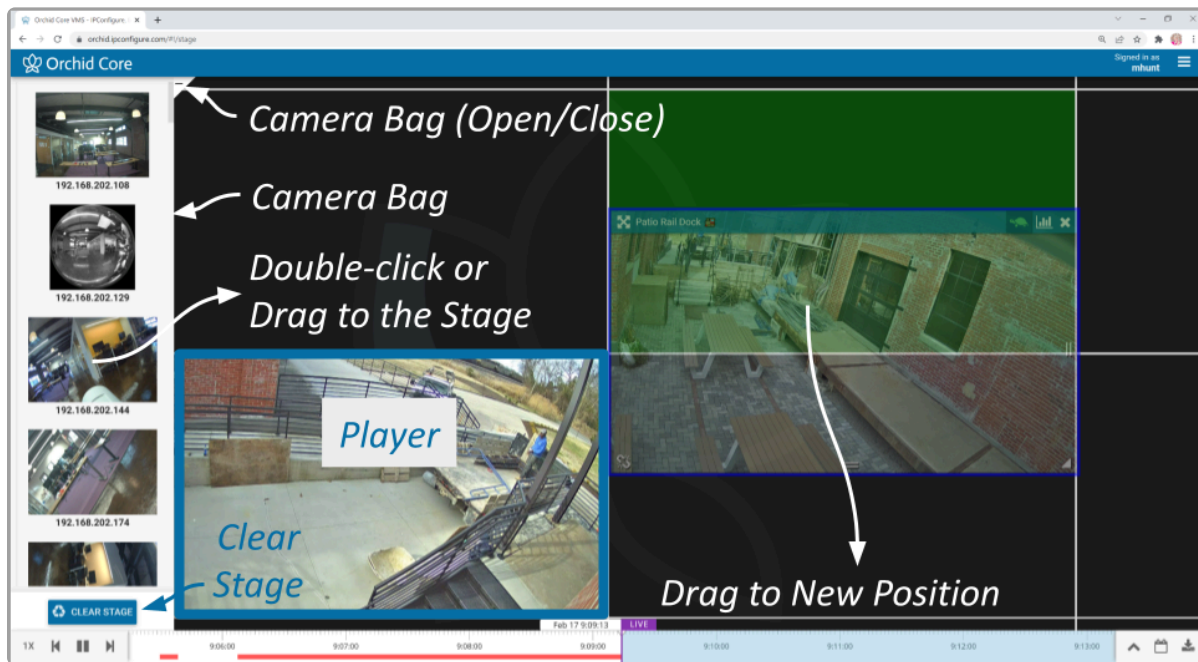 Orchid Core VMS - IPConfigure, 
orchid.ipconfigure.com/#!/stage
Orchid Core
Signed in as
mhunt
192.168.202.108
192.168.202.129
192.168.202.144
192.168.202.174
CLEAR STAGE
Camera Bag (Open/Close)
Camera Bag
Double-click or
Drag to the Stage
Patio Rail Dock
Player
Clear
Stage
Drag to New Position
Feb 17 9:09:13
LIVE
1X
9:06:00
9:07:00
9:08:00
9:09:00
9:10:00
9:11:00
9:12:00
9:13:00